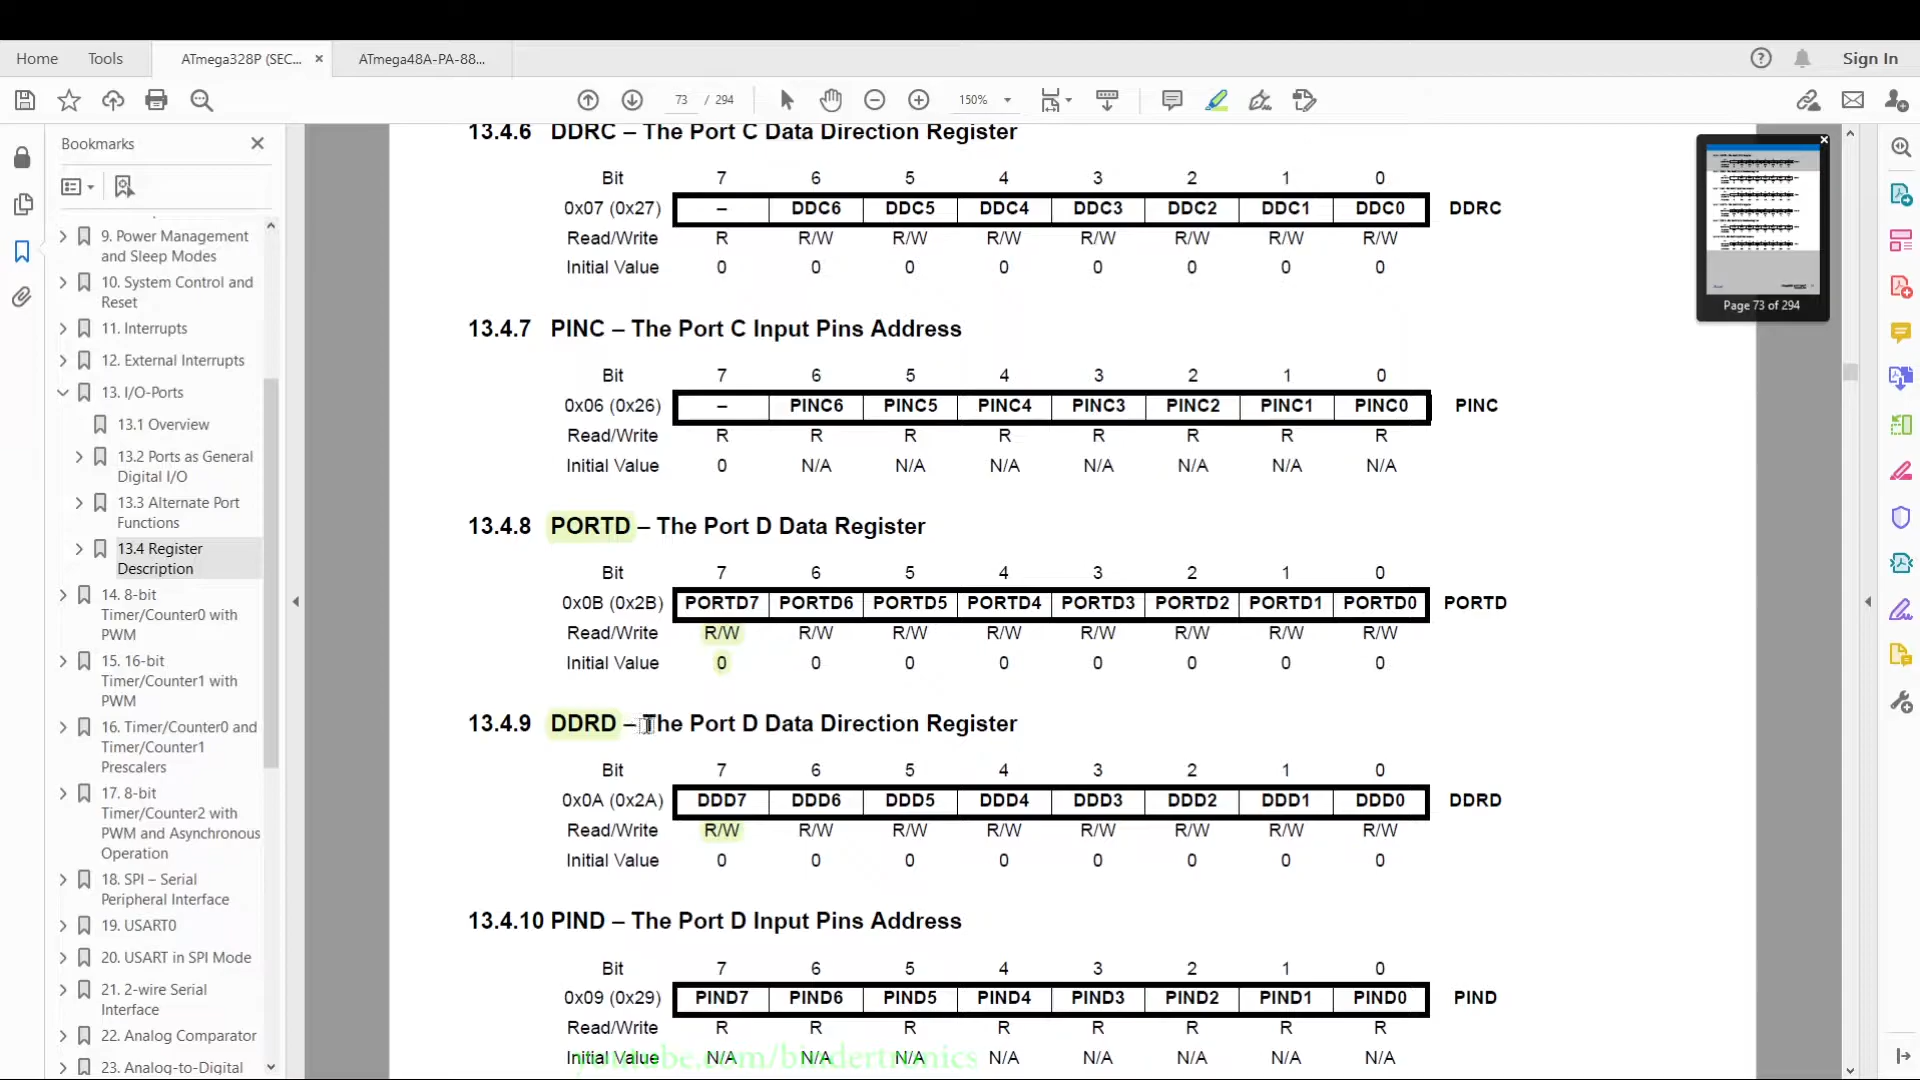 Home Tools ATmega328P (SEC... × ATmega48A-PA-88... Sign In
73 / 294 150%
Bookmarks
9. Power Management
and Sleep Modes
10. System Control and
Reset
11. Interrupts
12. External Interrupts
13. I/O-Ports
13.1 Overview
13.2 Ports as General
Digital I/O
13.3 Alternate Port
Functions
13.4 Register
Description
14. 8-bit
Timer/Counter0 with
PWM
15. 16-bit
Timer/Counter1 with
PWM
16. Timer/Counter0 and
Timer/Counter1
Prescalers
17. 8-bit
Timer/Counter2 with
PWM and Asynchronous
Operation
18. SPI – Serial
Peripheral Interface
19. USART0
20. USART in SPI Mode
21. 2-wire Serial
Interface
22. Analog Comparator
23. Analog-to-Digital
13.4.6 DDRC – The Port C Data Direction Register
Bit 7 6 5 4 3 2 1 0
0x07 (0x27) – DDC6 DDC5 DDC4 DDC3 DDC2 DDC1 DDC0 DDRC
Read/Write R R/W R/W R/W R/W R/W R/W R/W
Initial Value 0 0 0 0 0 0 0 0
13.4.7 PINC – The Port C Input Pins Address
Bit 7 6 5 4 3 2 1 0
0x06 (0x26) – PINC6 PINC5 PINC4 PINC3 PINC2 PINC1 PINC0 PINC
Read/Write R R R R R R R R
Initial Value 0 N/A N/A N/A N/A N/A N/A N/A
13.4.8 PORTD – The Port D Data Register
Bit 7 6 5 4 3 2 1 0
0x0B (0x2B) PORTD7 PORTD6 PORTD5 PORTD4 PORTD3 PORTD2 PORTD1 PORTD0 PORTD
Read/Write R/W R/W R/W R/W R/W R/W R/W R/W
Initial Value 0 0 0 0 0 0 0 0
13.4.9 DDRD – The Port D Data Direction Register
Bit 7 6 5 4 3 2 1 0
0x0A (0x2A) DDD7 DDD6 DDD5 DDD4 DDD3 DDD2 DDD1 DDD0 DDRD
Read/Write R/W R/W R/W R/W R/W R/W R/W R/W
Initial Value 0 0 0 0 0 0 0 0
13.4.10 PIND – The Port D Input Pins Address
Bit 7 6 5 4 3 2 1 0
0x09 (0x29) PIND7 PIND6 PIND5 PIND4 PIND3 PIND2 PIND1 PIND0 PIND
Read/Write R R R R R R R R
Initial Value N/A N/A N/A N/A N/A N/A N/A N/A
youtube.com/bindertronics
Page 73 of 294